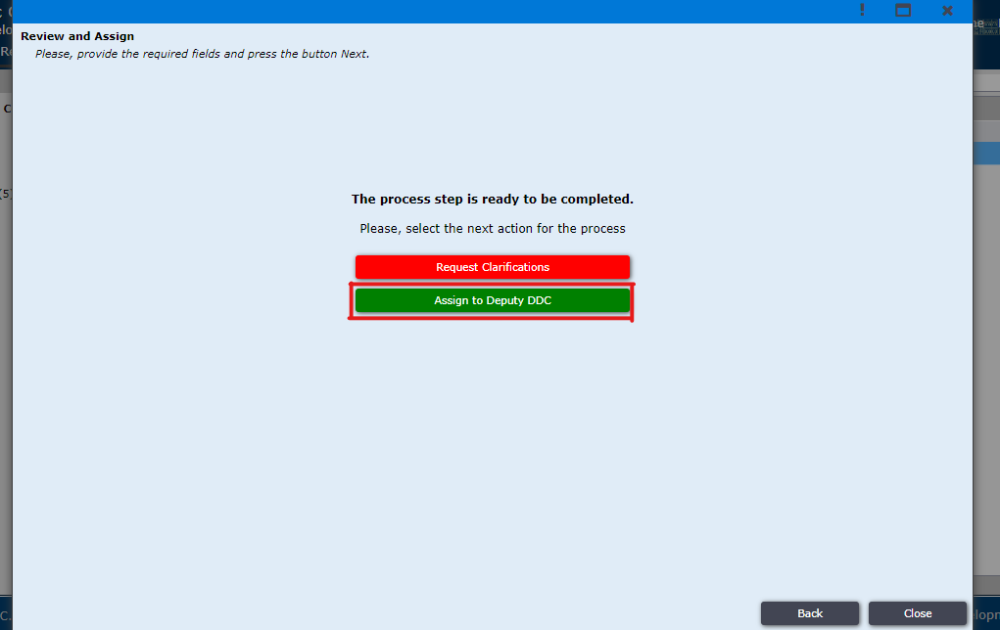 Review and Assign
Please, provide the required fields and press the button Next.
The process step is ready to be completed.
Please, select the next action for the process
Request Clarifications
Assign to Deputy DDC
Back
Close